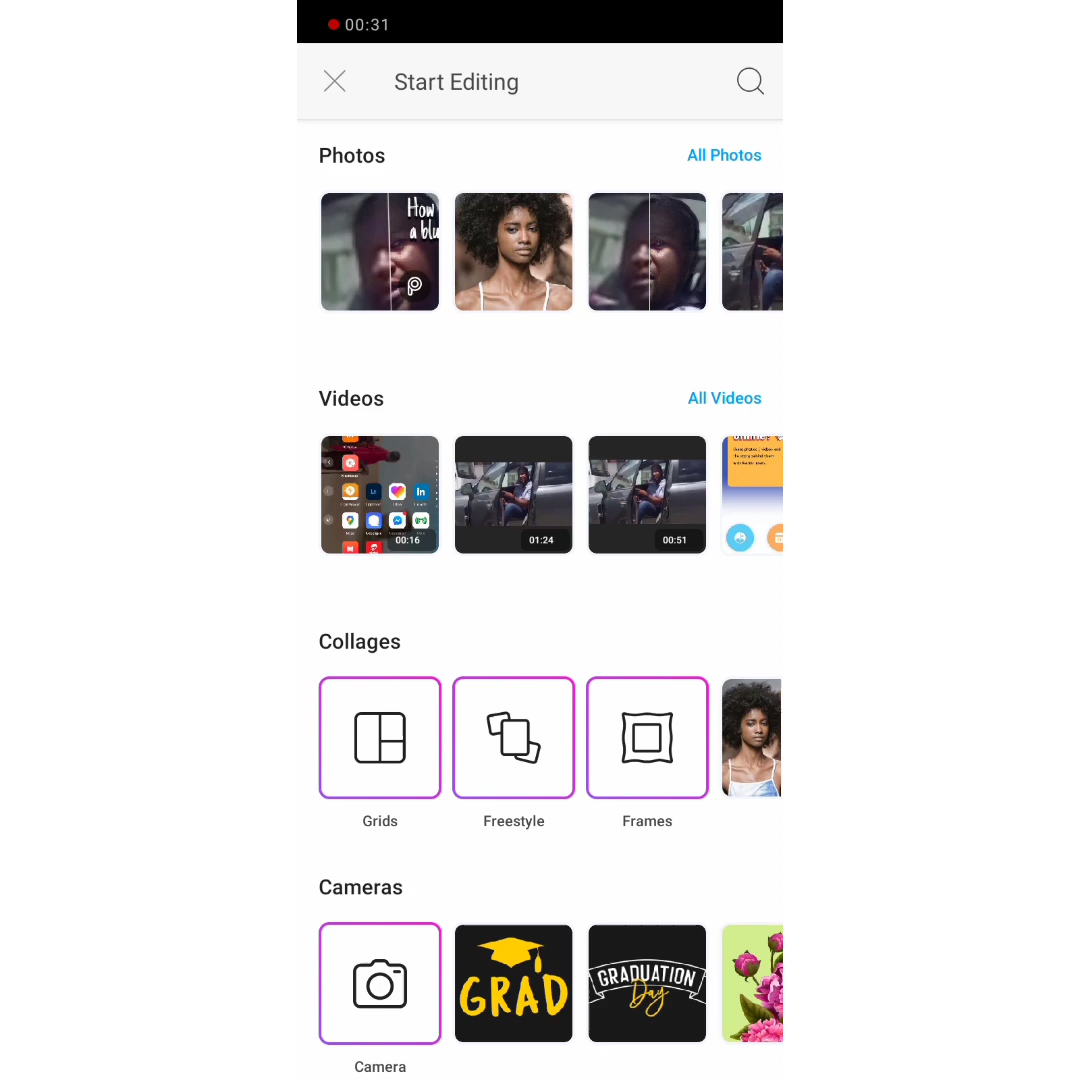 00:31
Start Editing
Photos
All Photos
How
a blu
Videos
All Videos
00:16
01:24
00:51
Collages
Grids
Freestyle
Frames
Cameras
GRAD
GRADUATION
Day
Camera